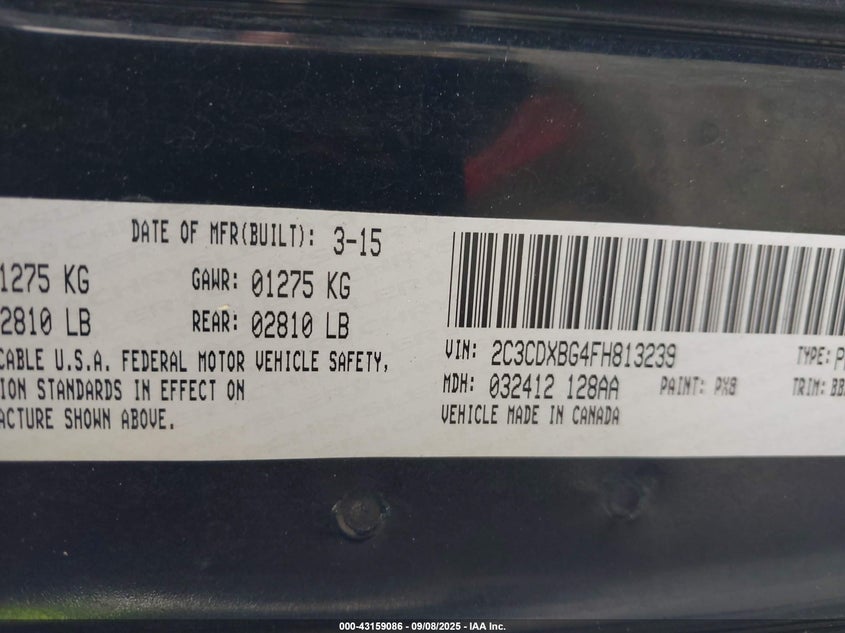 DATE OF MFR(BUILT): 3-15
1275 KG GAWR: 01275 KG
2810 LB REAR: 02810 LB
CABLE U.S.A. FEDERAL MOTOR VEHICLE SAFETY,
ION STANDARDS IN EFFECT ON
ACTURE SHOWN ABOVE.
VIN: 2C3CDXBG4FH813239 TYPE:
MDH: 032412 128AA PAINT: PX8 TRIM: BB
VEHICLE MADE IN CANADA
000-43159086 - 09/08/2025 - IAA Inc.